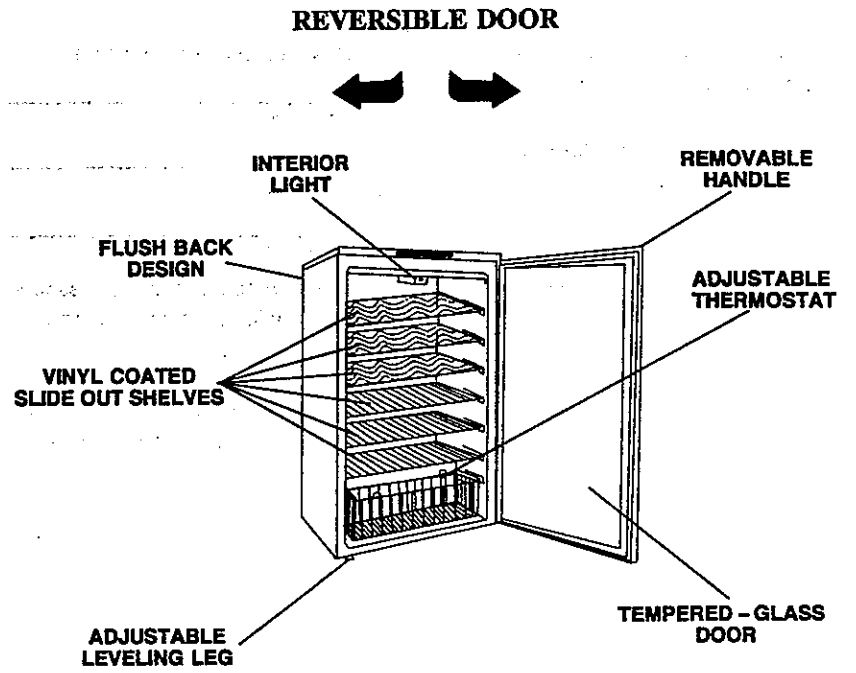 REVERSIBLE DOOR
INTERIOR
LIGHT
REMOVABLE
HANDLE
FLUSH BACK
DESIGN
ADJUSTABLE
THERMOSTAT
VINYL COATED
SLIDE OUT SHELVES
TEMPERED – GLASS
DOOR
ADJUSTABLE
LEVELING LEG